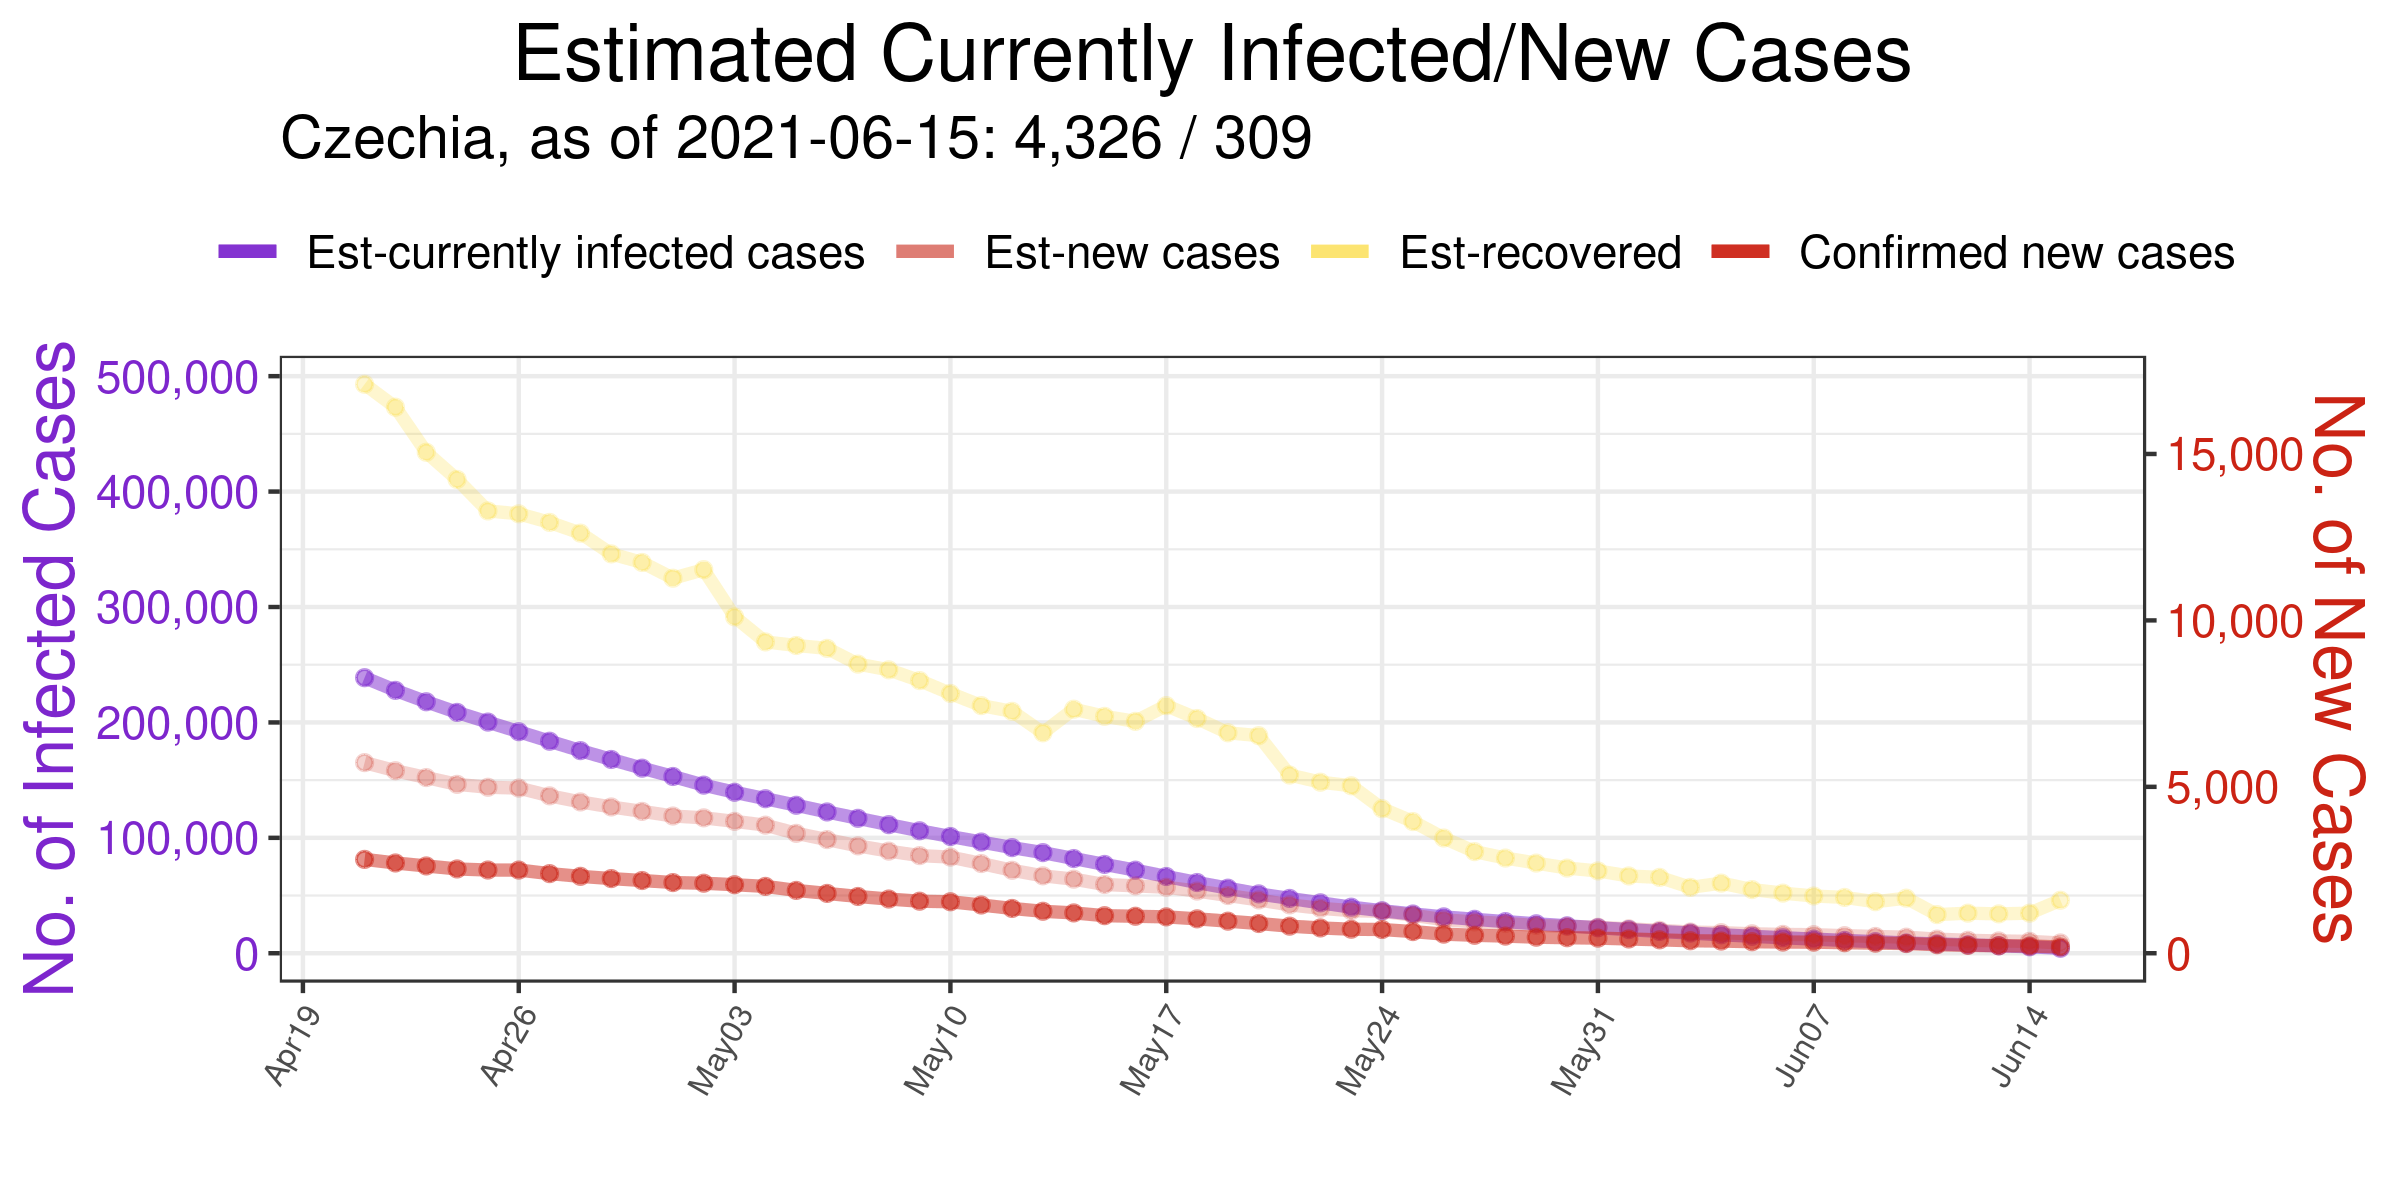 Estimated Currently Infected/New Cases
Czechia, as of 2021-06-15: 4,326 / 309
Est-currently infected cases Est-new cases Est-recovered Confirmed new cases
No. of Infected Cases
500,000
400,000
300,000
200,000
100,000
0
15,000
10,000
5,000
0
No. of New Cases
Apr19 Apr26 May03 May10 May17 May24 May31 Jun07 Jun14